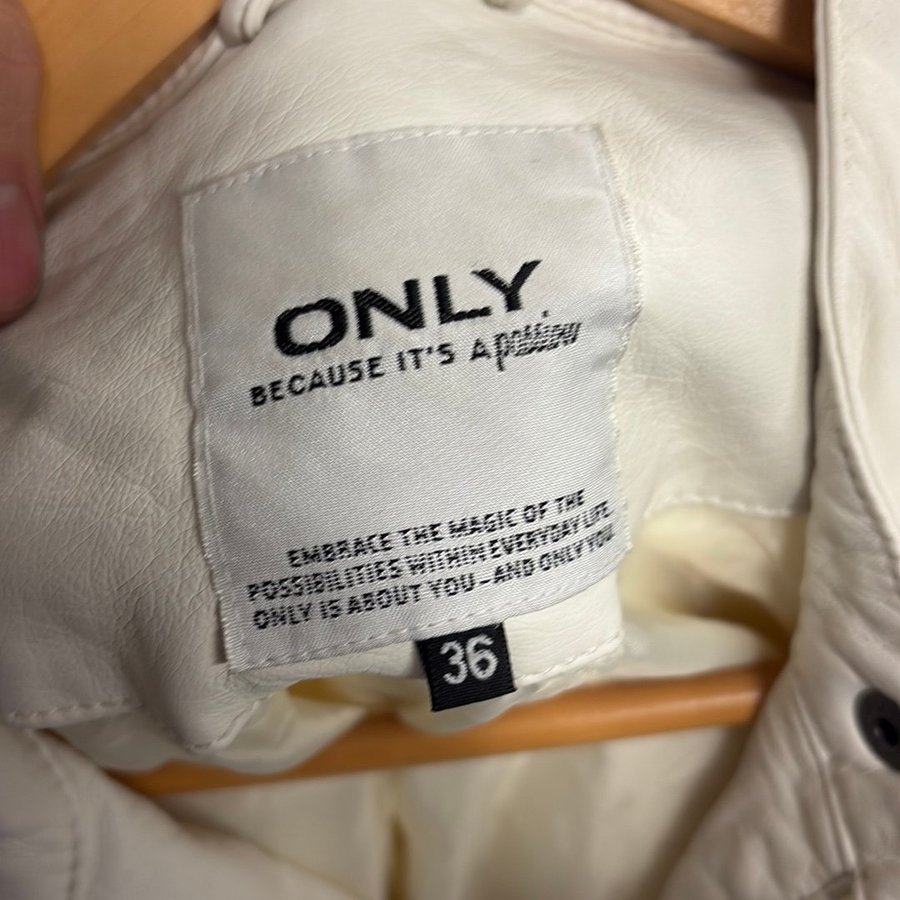 ONLY
BECAUSE IT'S A passion
EMBRACE THE MAGIC OF THE
POSSIBILITIES WITHIN EVERYDAY LIFE.
ONLY IS ABOUT YOU-AND ONLY YOU.
36